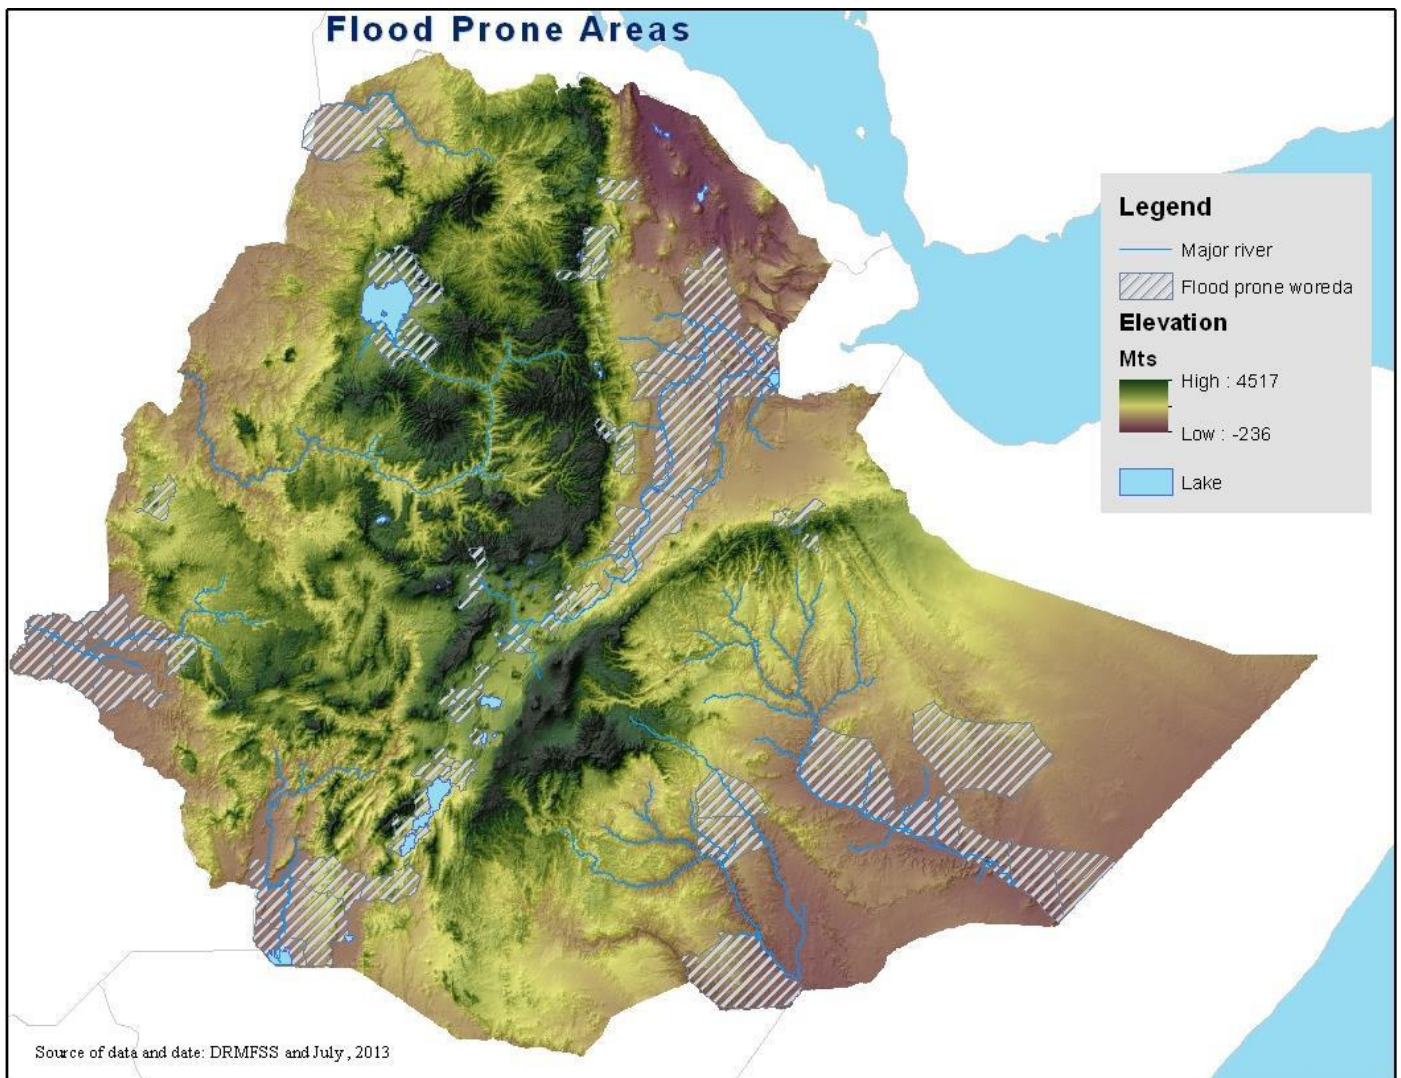 Flood Prone Areas
Legend
Major river
Flood prone woreda
Elevation
Mts
High : 4517
Low : -236
Lake
Source of data and date: DRMFSS and July , 2013